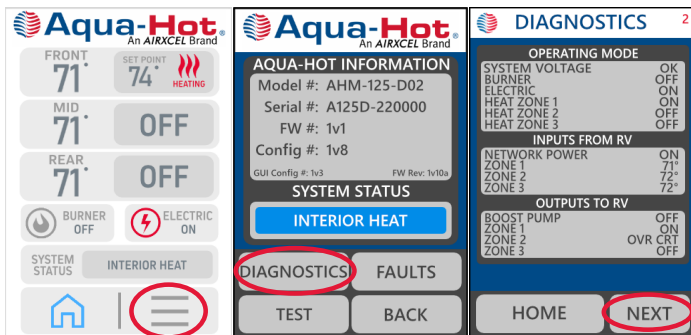 Aqua-Hot
An AIRXCEL Brand
FRONT
71°
SET POINT
74°
HEATING
MID
71°
OFF
REAR
71°
OFF
BURNER
OFF
ELECTRIC
ON
SYSTEM
STATUS
INTERIOR HEAT
Aqua-Hot
An AIRXCEL Brand
AQUA-HOT INFORMATION
Model #: AHM-125-D02
Serial #: A125D-220000
FW #: 1v1
Config #: 1v8
GUI Config #: 1v3 FW Rev: 1v10a
SYSTEM STATUS
INTERIOR HEAT
DIAGNOSTICS FAULTS
TEST BACK
DIAGNOSTICS 2
OPERATING MODE
SYSTEM VOLTAGE OK
BURNER OFF
ELECTRIC ON
HEAT ZONE 1 ON
HEAT ZONE 2 OFF
HEAT ZONE 3 OFF
INPUTS FROM RV
NETWORK POWER ON
ZONE 1 71°
ZONE 2 72°
ZONE 3 72°
OUTPUTS TO RV
BOOST PUMP OFF
ZONE 1 ON
ZONE 2 OVR CRT
ZONE 3 OFF
HOME NEXT